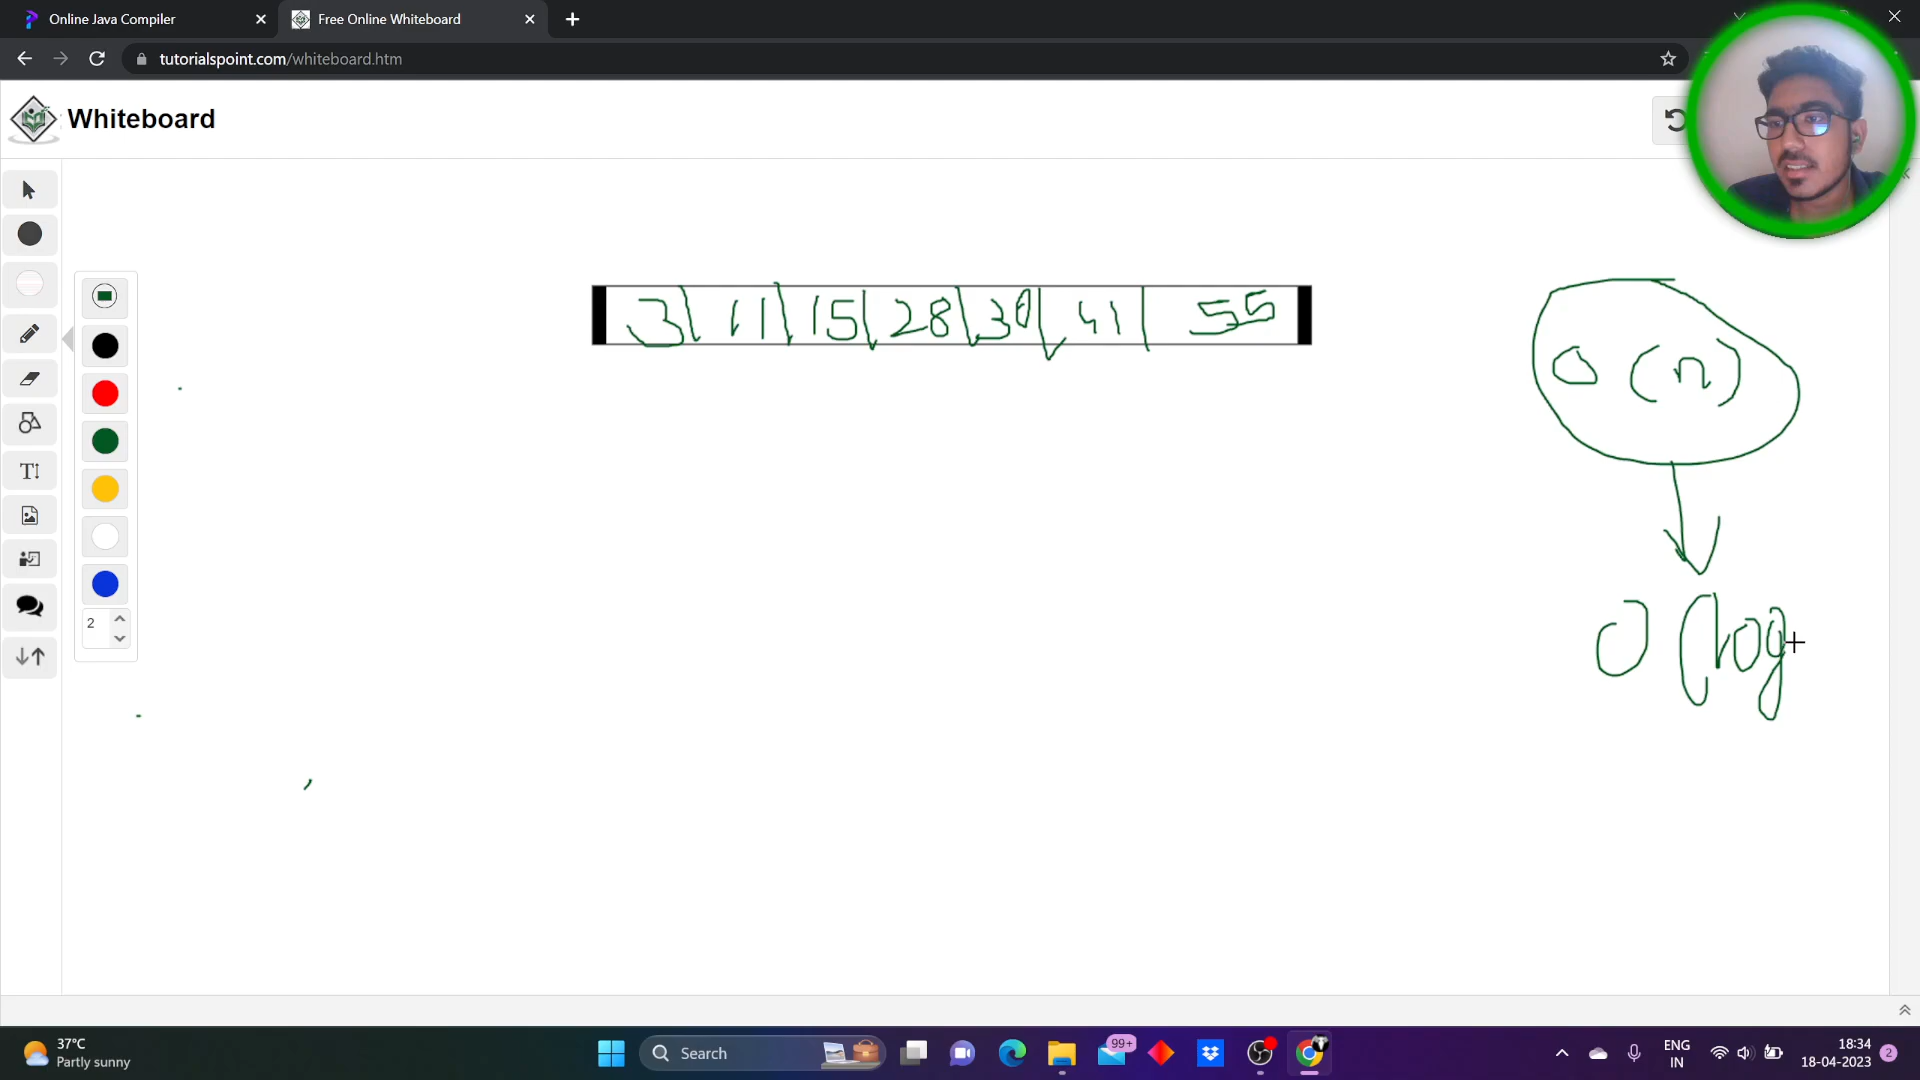 Online Java Compiler
Free Online Whiteboard
tutorialspoint.com/whiteboard.htm
Whiteboard
3 11 15 28 30 41 55
O (n)
O (log
T
2
37°C
Partly sunny
Search
99+
ENG
IN
18:34
18-04-2023
2